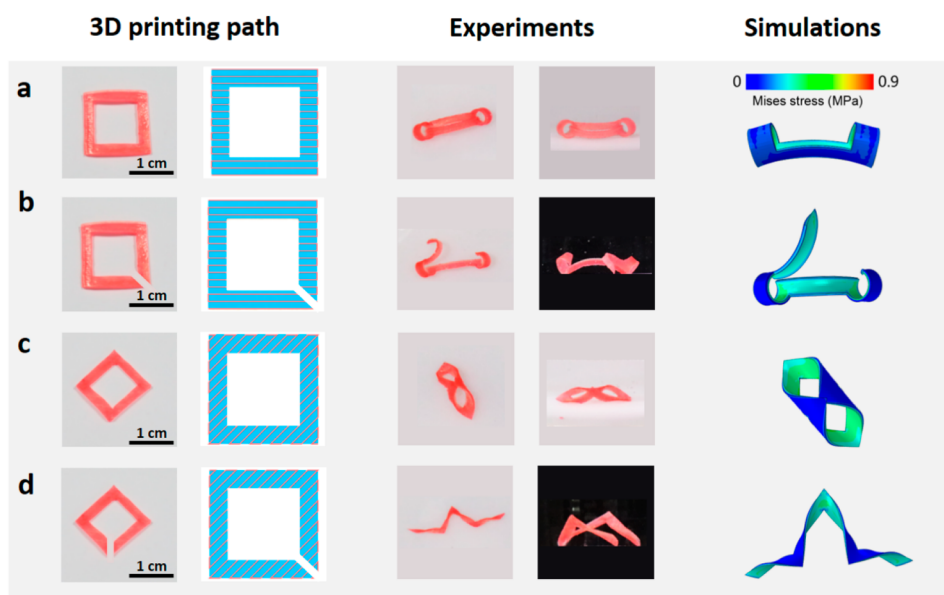 3D printing path Experiments Simulations
a
1 cm
0 0.9
Mises stress (MPa)
b
1 cm
c
1 cm
d
1 cm